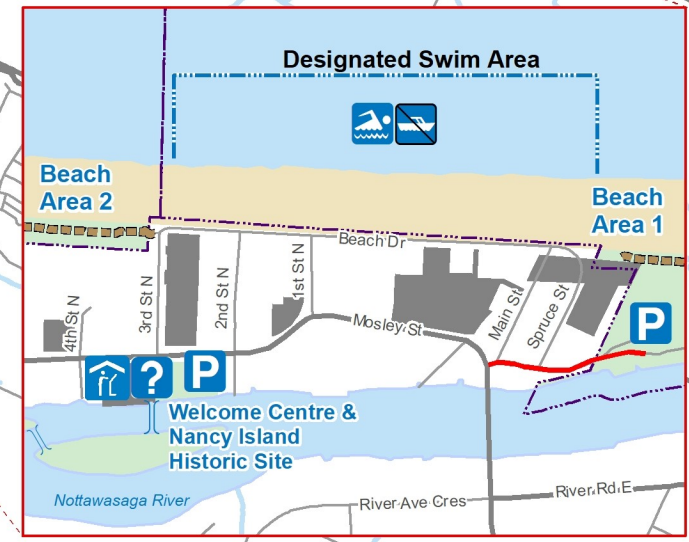 Designated Swim Area
Beach
Area 2
Beach
Area 1
Beach Dr
4th St N
3rd St N
2nd St N
1st St N
Mosley St
Main St
Spruce St
P
?
P
Welcome Centre &
Nancy Island
Historic Site
Nottawasaga River
River Ave Cres
River Rd E